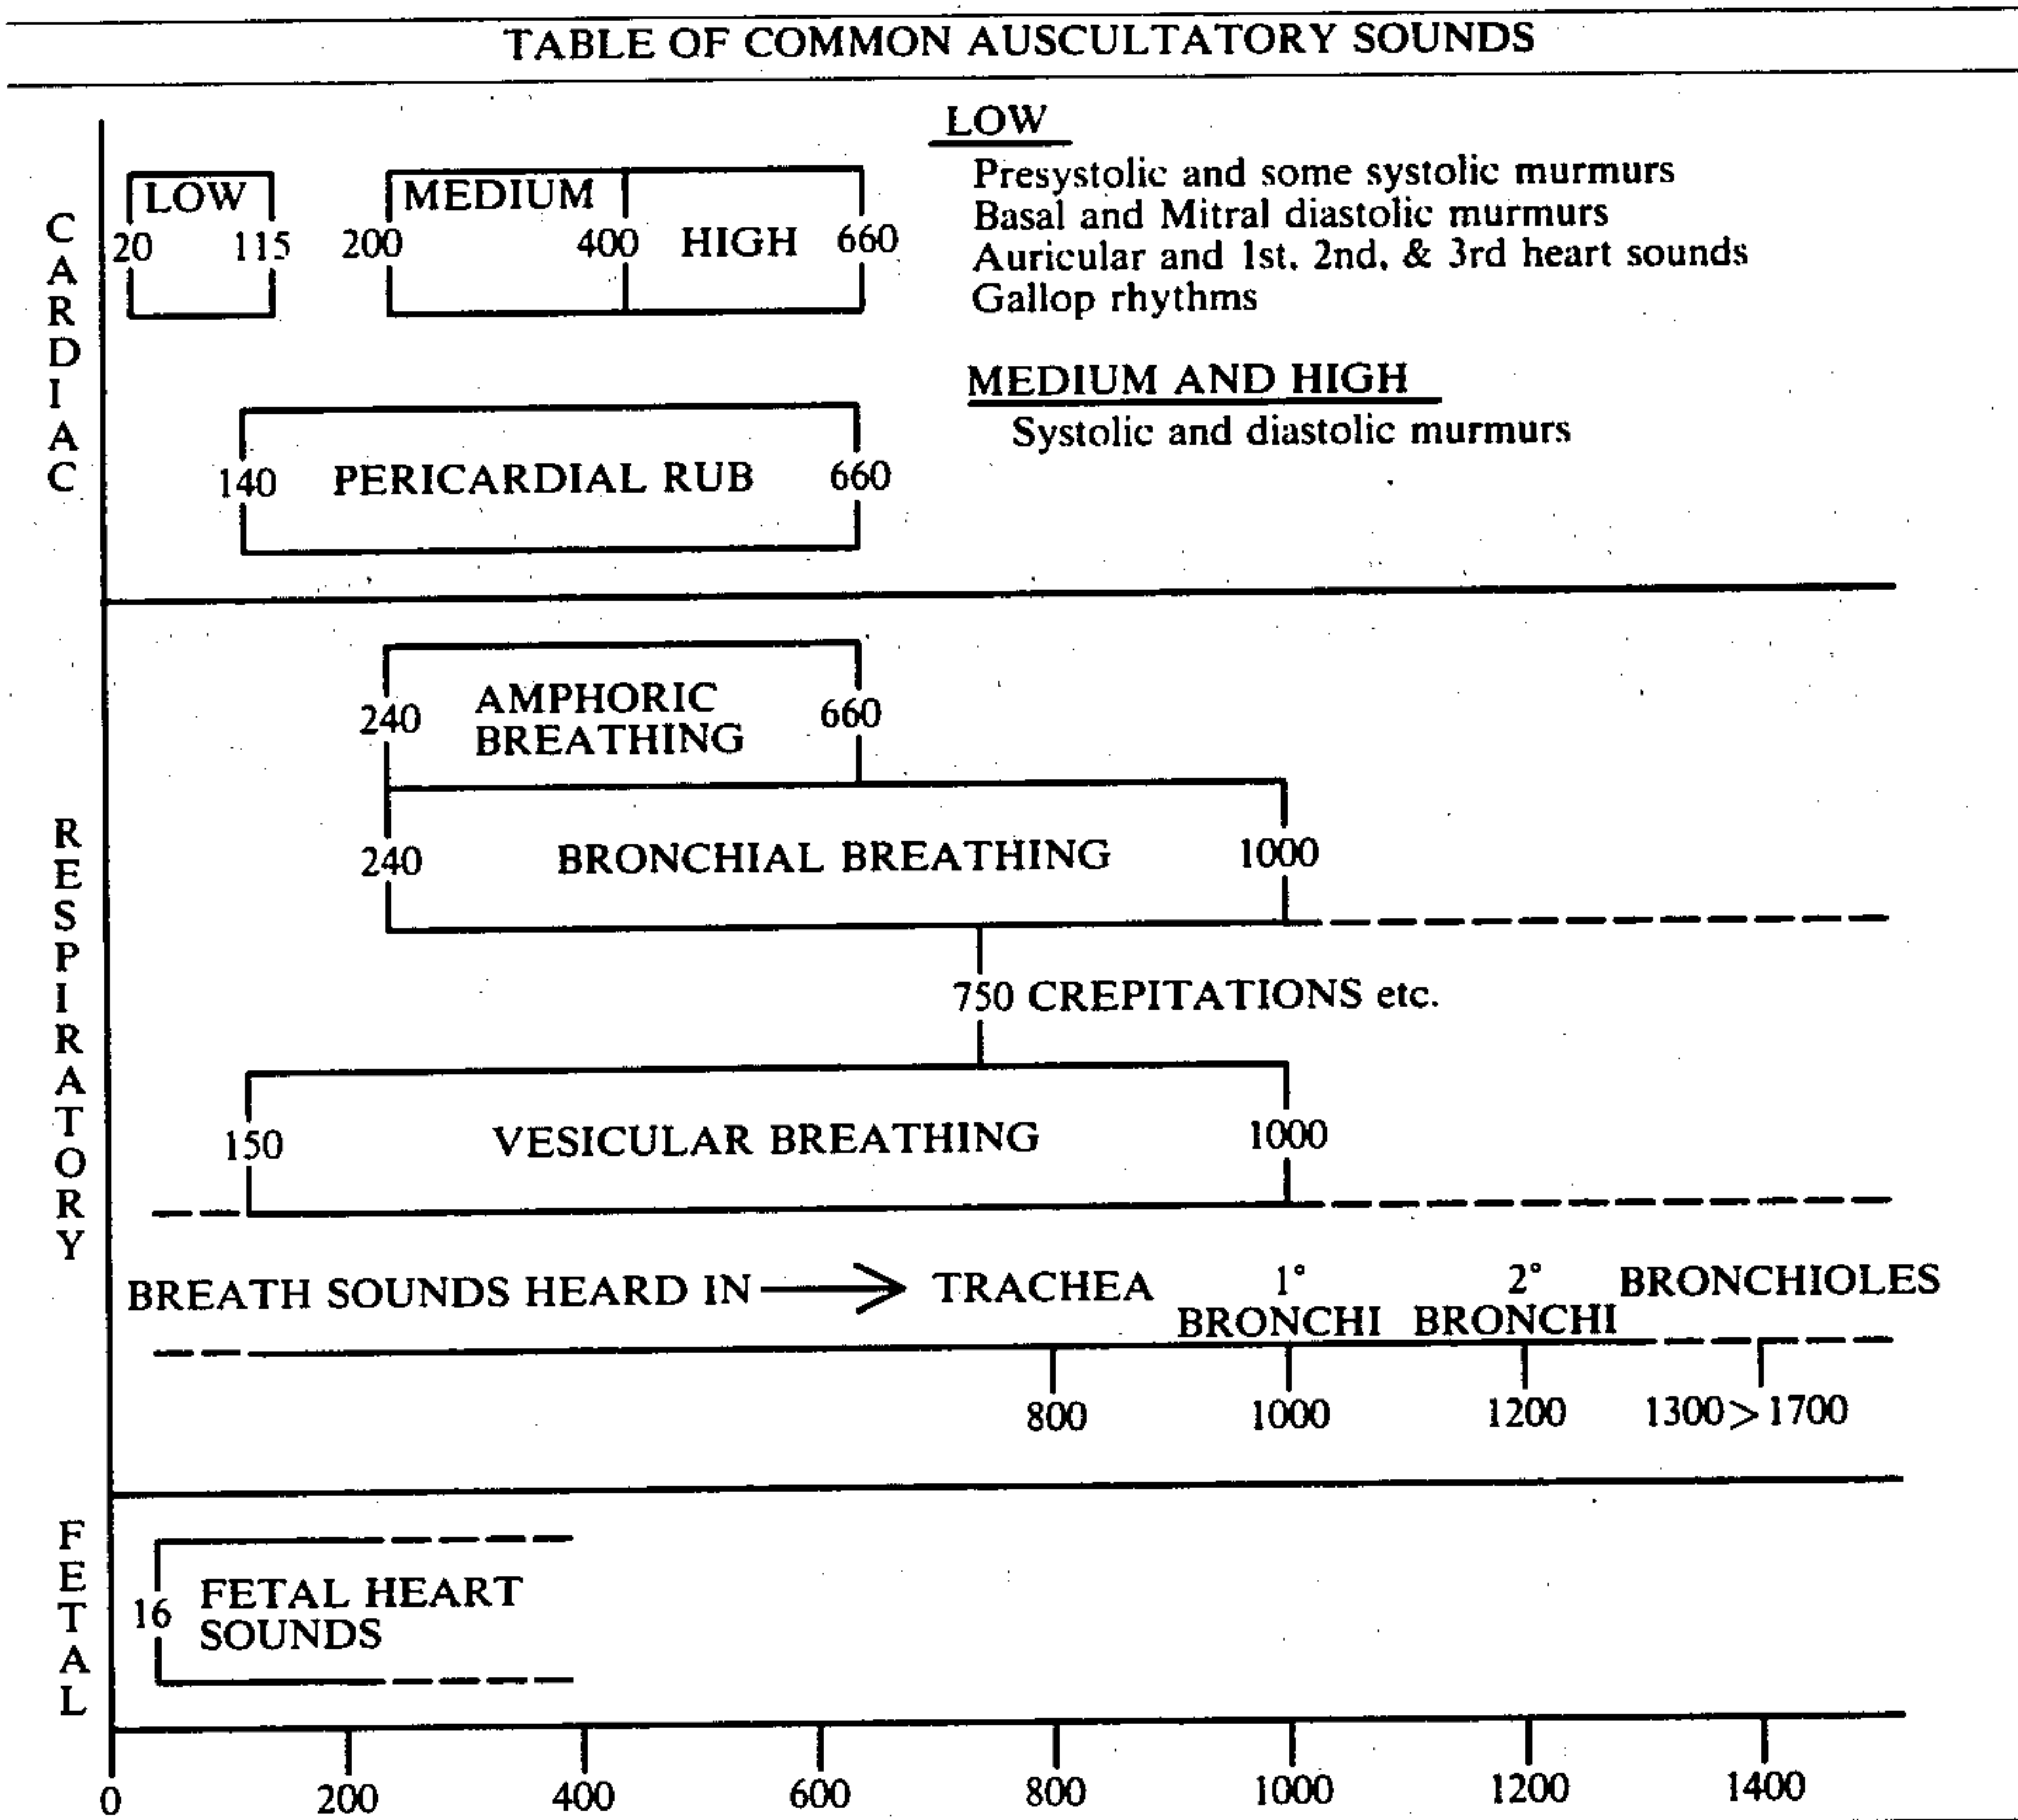 TABLE OF COMMON AUSCULTATORY SOUNDS
CARDIAC
LOW
20 115
MEDIUM
200 400 HIGH 660
LOW
Presystolic and some systolic murmurs
Basal and Mitral diastolic murmurs
Auricular and 1st, 2nd, & 3rd heart sounds
Gallop rhythms
MEDIUM AND HIGH
Systolic and diastolic murmurs
140 PERICARDIAL RUB 660
RESPIRATORY
240 AMPHORIC 660
BREATHING
240 BRONCHIAL BREATHING 1000
750 CREPITATIONS etc.
150 VESICULAR BREATHING 1000
BREATH SOUNDS HEARD IN → TRACHEA 1° 2° BRONCHIOLES
BRONCHI BRONCHI
800 1000 1200 1300>1700
FETAL
16 FETAL HEART
SOUNDS
0 200 400 600 800 1000 1200 1400